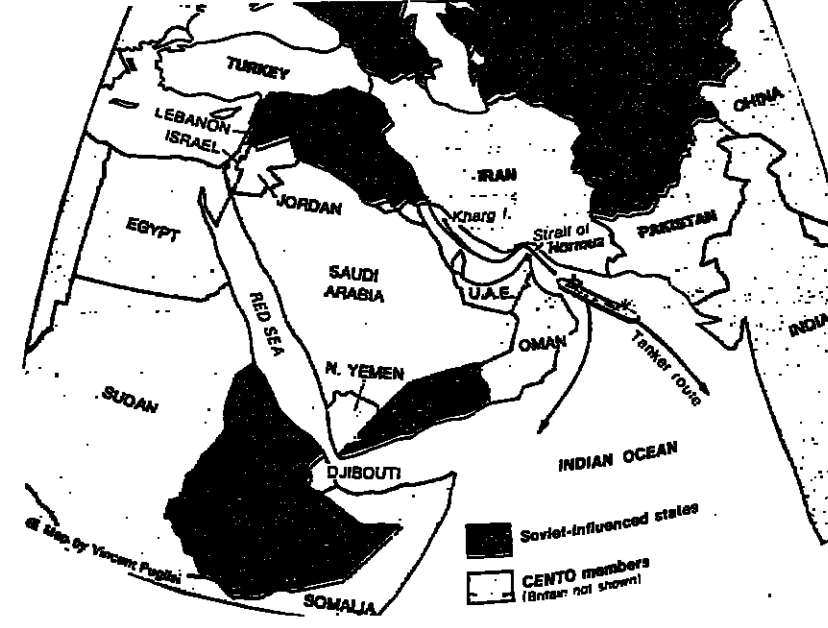 TURKEY
CHINA
LEBANON
ISRAEL
IRAN
JORDAN
Kharg I.
Strait of
Hormuz
PAKISTAN
EGYPT
SAUDI
ARABIA
U.A.E.
INDIA
RED SEA
OMAN
Tanker route
N. YEMEN
SUDAN
INDIAN OCEAN
DJIBOUTI
Soviet-influenced states
Map by Vincent Puglisi
CENTO members
(Britain not shown)
SOMALIA